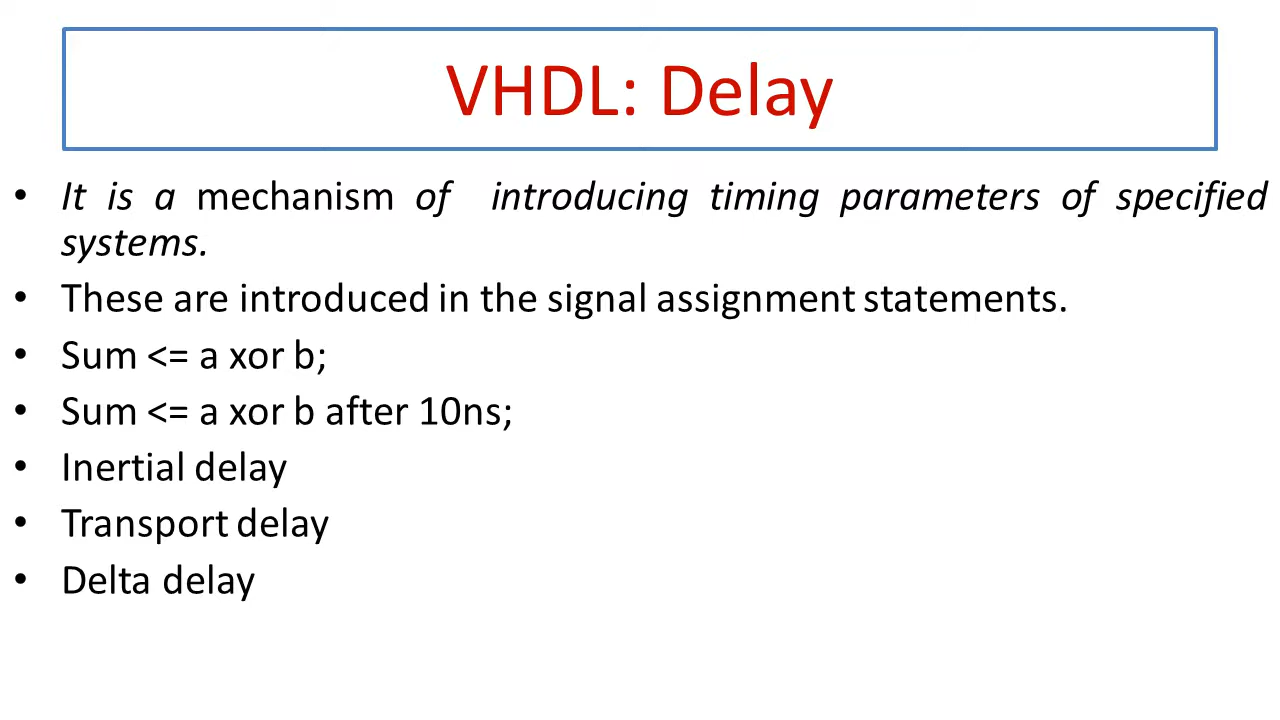 VHDL: Delay
• It is a mechanism of introducing timing parameters of specified
systems.
• These are introduced in the signal assignment statements.
• Sum <= a xor b;
• Sum <= a xor b after 10ns;
• Inertial delay
• Transport delay
• Delta delay